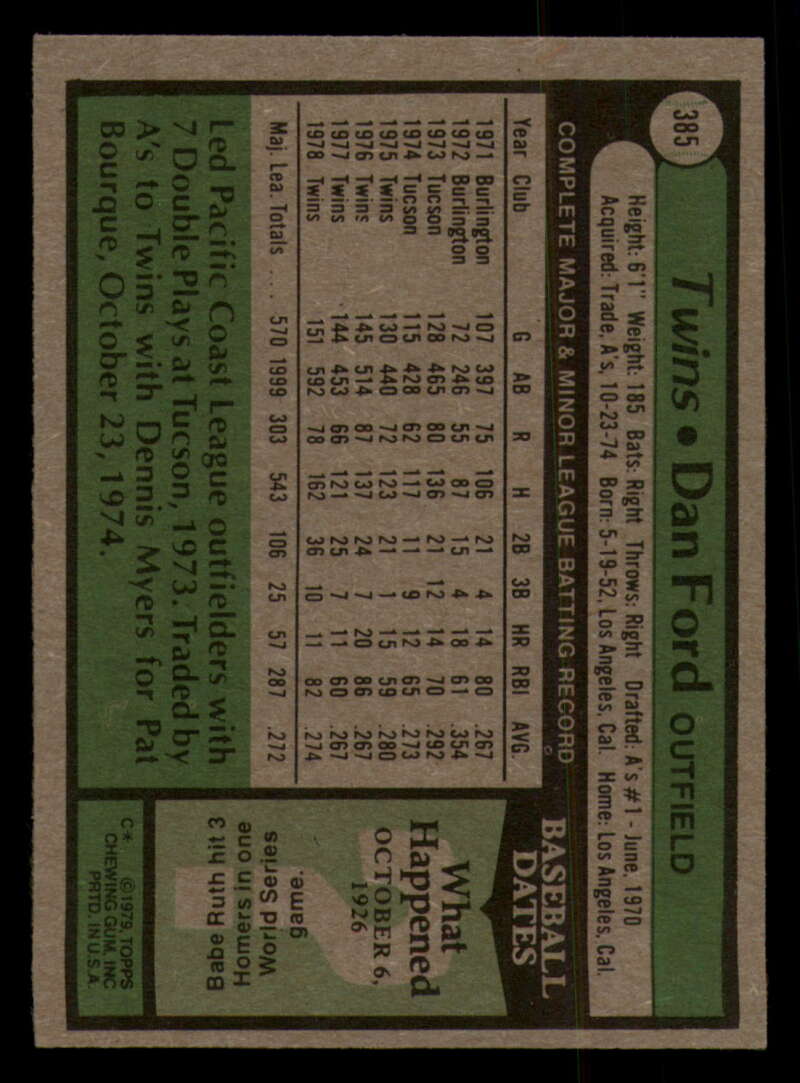 385
Twins • Dan Ford OUTFIELD
Height: 6'1" Weight: 185 Bats: Right Throws: Right Drafted: A's #1 - June, 1970
Acquired: Trade, A's, 10-23-74 Born: 5-19-52, Los Angeles, Cal. Home: Los Angeles, Cal.
COMPLETE MAJOR & MINOR LEAGUE BATTING RECORD
Year Club G AB R H 2B 3B HR RBI AVG.
1971 Burlington 107 397 75 106 21 4 14 80 .267
1972 Burlington 72 246 55 87 15 4 18 61 .354
1973 Tucson 128 465 80 136 21 12 14 70 .292
1974 Tucson 115 428 62 117 11 9 12 65 .273
1975 Twins 130 440 72 123 21 1 15 59 .280
1976 Twins 145 514 87 137 24 7 20 86 .267
1977 Twins 144 453 66 121 25 7 11 60 .267
1978 Twins 151 592 78 162 36 10 11 82 .274
Maj. Lea. Totals .... 570 1999 303 543 106 25 57 287 .272
Led Pacific Coast League outfielders with
7 Double Plays at Tucson, 1973. Traded by
A's to Twins with Dennis Myers for Pat
Bourque, October 23, 1974.
BASEBALL
DATES
What
Happened
OCTOBER 6,
1926
Babe Ruth hit 3
Homers in one
World Series
game.
C* ©1979, TOPPS
CHEWING GUM, INC
PRTD. IN U.S.A.